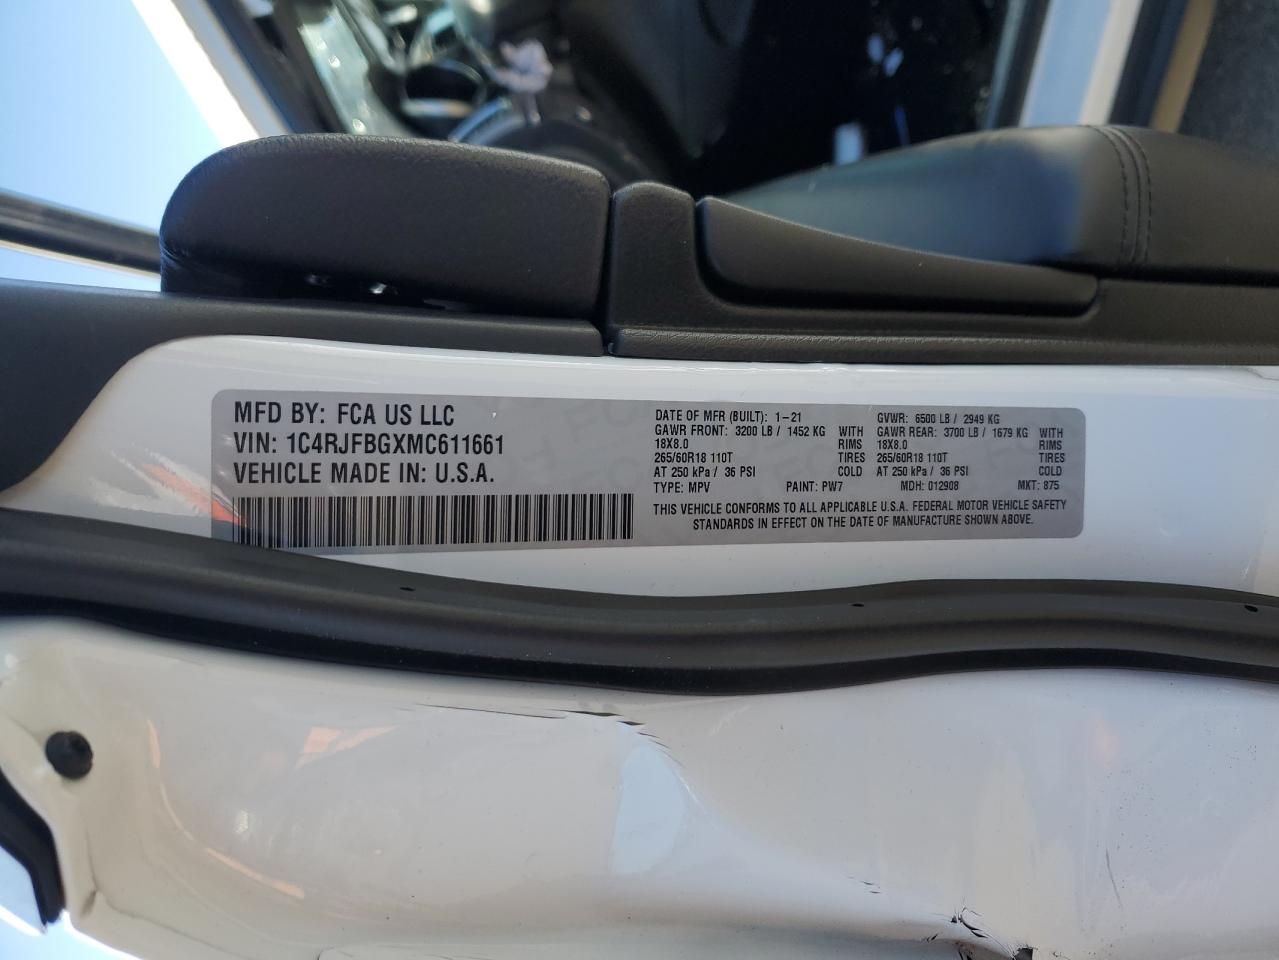 MFD BY: FCA US LLC
VIN: 1C4RJFBGXMC611661
VEHICLE MADE IN: U.S.A.
DATE OF MFR (BUILT): 1-21
GAWR FRONT: 3200 LB / 1452 KG WITH
18X8.0 RIMS
265/60R18 110T TIRES
AT 250 kPa / 36 PSI COLD
TYPE: MPV PAINT: PW7
GVWR: 6500 LB / 2949 KG
GAWR REAR: 3700 LB / 1679 KG WITH
18X8.0 RIMS
265/60R18 110T TIRES
AT 250 kPa / 36 PSI COLD
MDH: 012908 MKT: 875
THIS VEHICLE CONFORMS TO ALL APPLICABLE U.S.A. FEDERAL MOTOR VEHICLE SAFETY
STANDARDS IN EFFECT ON THE DATE OF MANUFACTURE SHOWN ABOVE.